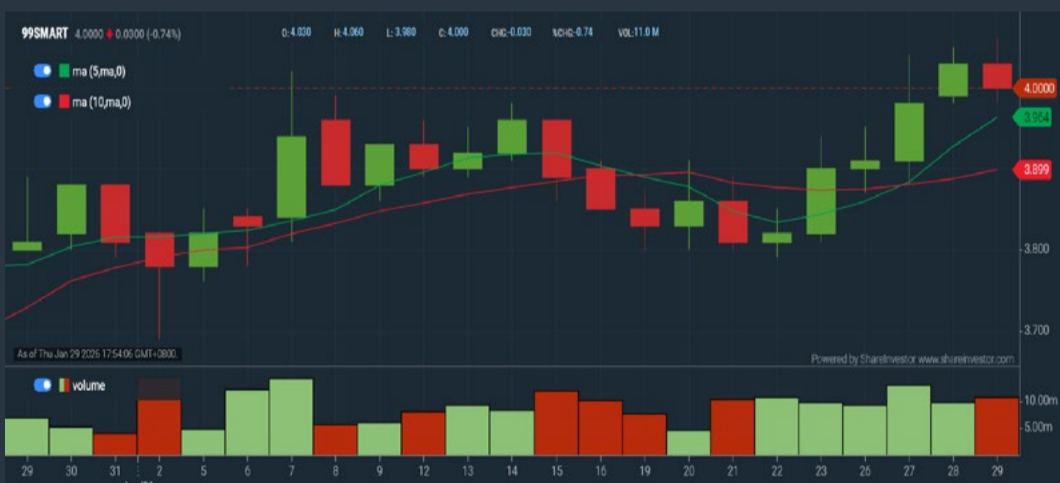 99SMART 4.0000 0.0300 (-0.74%) O:4.030 H:4.060 L:3.980 C:4.000 CHG:-0.030 %CHG:-0.74 VOL:11.0 M
ma (5,ma,0)
ma (10,ma,0)
4.0000
3.964
3.899
3.800
3.700
As of Thu Jan 29 2026 17:54:06 GMT+0800.
Powered by ShareInvestor www.shareinvestor.com
volume
10.00m
5.00m
29 30 31 2 5 6 7 8 9 12 13 14 15 16 19 20 21 22 23 26 27 28 29